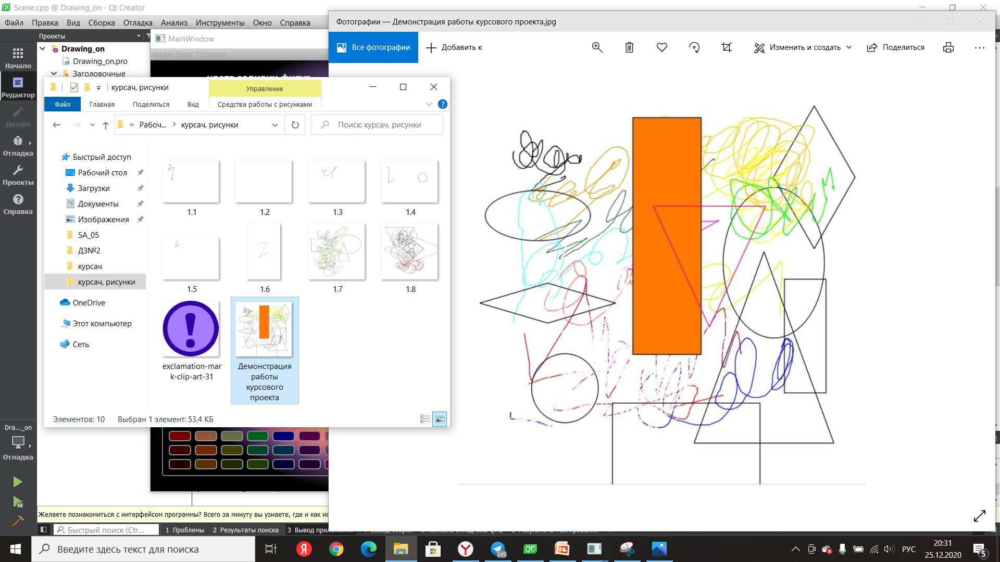 Scene.cpp @ Drawing_on - Qt Creator
Файл Правка Вид Сборка Отладка Анализ Инструменты Окно Справка
Проекты
Drawing_on
Drawing_on.pro
Заголовочные
Начало
Редактор
Дизайн
Отладка
Проекты
Справка
Dra..._on
Отладка
MainWindow
Файл Лист Справка
Фотографии — Демонстрация работы курсового проекта.jpg
Все фотографии
Добавить к
Изменить и создать
Поделиться
курсач, рисунки
Управление
Файл Главная Поделиться Вид Средства работы с рисунками
« Рабоч... > курсач, рисунки
Поиск: курсач, рисунки
Быстрый доступ
Рабочий стол
Загрузки
Документы
Изображения
SA_05
ДЗ№2
курсач
курсач, рисунки
OneDrive
Этот компьютер
Сеть
1.1 1.2 1.3 1.4
1.5 1.6 1.7 1.8
exclamation-mar
k-clip-art-31
Демонстрация
работы
курсового
проекта
Элементов: 10 Выбран 1 элемент: 53,4 КБ
Желаете познакомиться с интерфейсом программы? Всего за минуту вы узнаете, где и как ис
Быстрый поиск (Ctr...
1 Проблемы 2 Результаты поиска 3 Вывод приложения
Введите здесь текст для поиска
245
РУС
20:31
25.12.2020
5